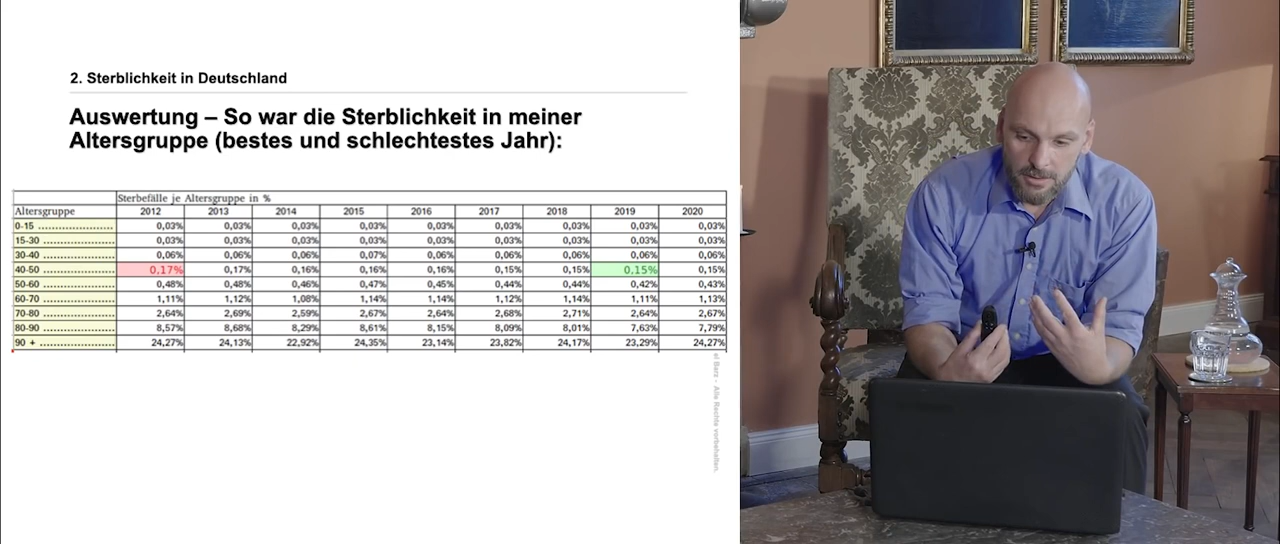 2. Sterblichkeit in Deutschland
Auswertung – So war die Sterblichkeit in meiner
Altersgruppe (bestes und schlechtestes Jahr):
Sterbefälle je Altersgruppe in %
Altersgruppe 2012 2013 2014 2015 2016 2017 2018 2019 2020
0-15 ........................ 0,03% 0,03% 0,03% 0,03% 0,03% 0,03% 0,03% 0,03% 0,03%
15-30 ....................... 0,03% 0,03% 0,03% 0,03% 0,03% 0,03% 0,03% 0,03% 0,03%
30-40 ....................... 0,06% 0,06% 0,06% 0,07% 0,06% 0,06% 0,06% 0,06% 0,06%
40-50 ....................... 0,17% 0,17% 0,16% 0,16% 0,16% 0,15% 0,15% 0,15% 0,15%
50-60 ....................... 0,48% 0,48% 0,46% 0,47% 0,45% 0,44% 0,44% 0,42% 0,43%
60-70 ....................... 1,11% 1,12% 1,08% 1,14% 1,14% 1,12% 1,14% 1,11% 1,13%
70-80 ....................... 2,64% 2,69% 2,59% 2,67% 2,64% 2,68% 2,71% 2,64% 2,67%
80-90 ....................... 8,57% 8,68% 8,29% 8,61% 8,15% 8,09% 8,01% 7,63% 7,79%
90 + ........................ 24,27% 24,13% 22,92% 24,35% 23,14% 23,82% 24,17% 23,29% 24,27%
el Barz - Alle Rechte vorbehalten.